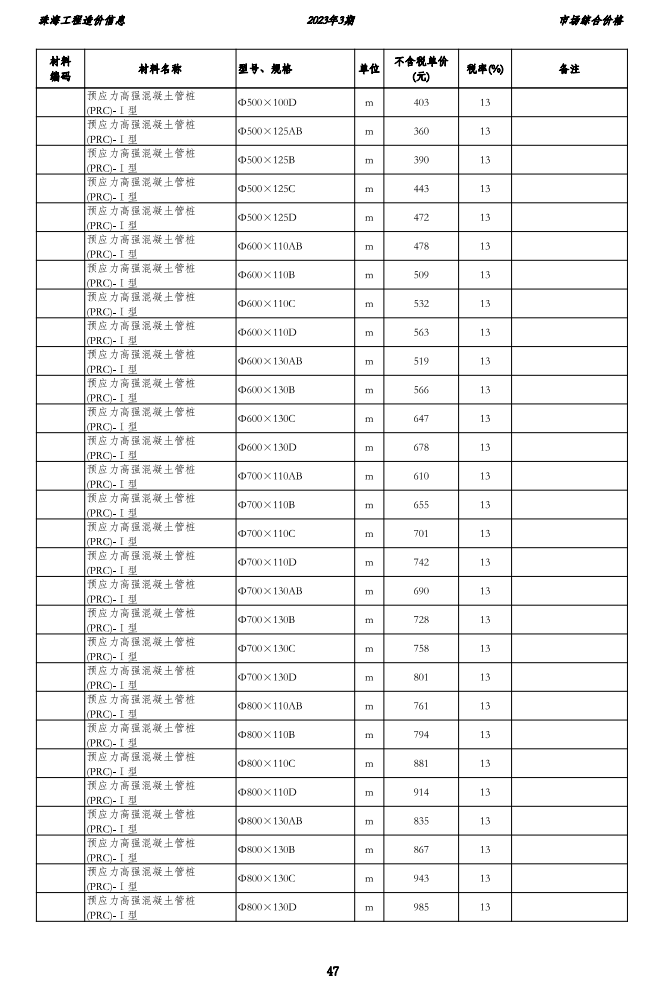 珠海工程造价信息 2023年3期 市场综合价格
材料编码 材料名称 型号、规格 单位 不含税单价(元) 税率(%) 备注
预应力高强混凝土管桩
(PRC)-Ⅰ型 Φ500×100D m 403 13
预应力高强混凝土管桩
(PRC)-Ⅰ型 Φ500×125AB m 360 13
预应力高强混凝土管桩
(PRC)-Ⅰ型 Φ500×125B m 390 13
预应力高强混凝土管桩
(PRC)-Ⅰ型 Φ500×125C m 443 13
预应力高强混凝土管桩
(PRC)-Ⅰ型 Φ500×125D m 472 13
预应力高强混凝土管桩
(PRC)-Ⅰ型 Φ600×110AB m 478 13
预应力高强混凝土管桩
(PRC)-Ⅰ型 Φ600×110B m 509 13
预应力高强混凝土管桩
(PRC)-Ⅰ型 Φ600×110C m 532 13
预应力高强混凝土管桩
(PRC)-Ⅰ型 Φ600×110D m 563 13
预应力高强混凝土管桩
(PRC)-Ⅰ型 Φ600×130AB m 519 13
预应力高强混凝土管桩
(PRC)-Ⅰ型 Φ600×130B m 566 13
预应力高强混凝土管桩
(PRC)-Ⅰ型 Φ600×130C m 647 13
预应力高强混凝土管桩
(PRC)-Ⅰ型 Φ600×130D m 678 13
预应力高强混凝土管桩
(PRC)-Ⅰ型 Φ700×110AB m 610 13
预应力高强混凝土管桩
(PRC)-Ⅰ型 Φ700×110B m 655 13
预应力高强混凝土管桩
(PRC)-Ⅰ型 Φ700×110C m 701 13
预应力高强混凝土管桩
(PRC)-Ⅰ型 Φ700×110D m 742 13
预应力高强混凝土管桩
(PRC)-Ⅰ型 Φ700×130AB m 690 13
预应力高强混凝土管桩
(PRC)-Ⅰ型 Φ700×130B m 728 13
预应力高强混凝土管桩
(PRC)-Ⅰ型 Φ700×130C m 758 13
预应力高强混凝土管桩
(PRC)-Ⅰ型 Φ700×130D m 801 13
预应力高强混凝土管桩
(PRC)-Ⅰ型 Φ800×110AB m 761 13
预应力高强混凝土管桩
(PRC)-Ⅰ型 Φ800×110B m 794 13
预应力高强混凝土管桩
(PRC)-Ⅰ型 Φ800×110C m 881 13
预应力高强混凝土管桩
(PRC)-Ⅰ型 Φ800×110D m 914 13
预应力高强混凝土管桩
(PRC)-Ⅰ型 Φ800×130AB m 835 13
预应力高强混凝土管桩
(PRC)-Ⅰ型 Φ800×130B m 867 13
预应力高强混凝土管桩
(PRC)-Ⅰ型 Φ800×130C m 943 13
预应力高强混凝土管桩
(PRC)-Ⅰ型 Φ800×130D m 985 13
47